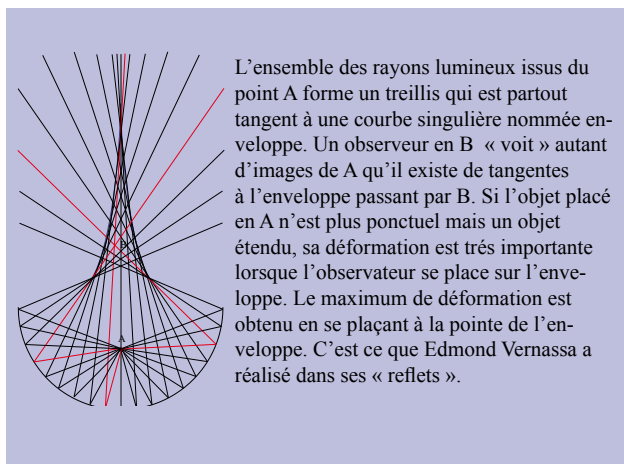 L’ensemble des rayons lumineux issus du
point A forme un treillis qui est partout
tangent à une courbe singulière nommée en-
veloppe. Un observeur en B « voit » autant
d’images de A qu’il existe de tangentes
à l’enveloppe passant par B. Si l’objet placé
en A n’est plus ponctuel mais un objet
étendu, sa déformation est trés importante
lorsque l’observateur se place sur l’enve-
loppe. Le maximum de déformation est
obtenu en se plaçant à la pointe de l’en-
veloppe. C’est ce que Edmond Vernassa a
réalisé dans ses « reflets ».
B
A